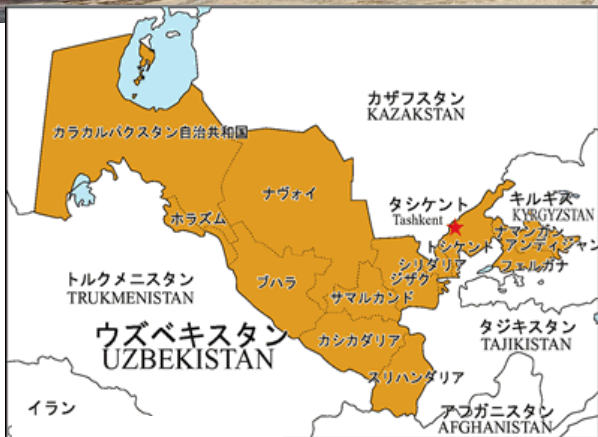 カザフスタン
KAZAKSTAN
カラカルパクスタン自治共和国
ナヴォイ
タシケント
Tashkent
キルギス
KYRGYZSTAN
ホラズム
ナマンガン
トシケント
アンディジャン
シリダリア
フェルガナ
ジザク
トルクメニスタン
TRUKMENISTAN
ブハラ
サマルカンド
ウズベキスタン
UZBEKISTAN
カシカダリア
タジキスタン
TAJIKISTAN
スリハンダリア
イラン
アフガニスタン
AFGHANISTAN